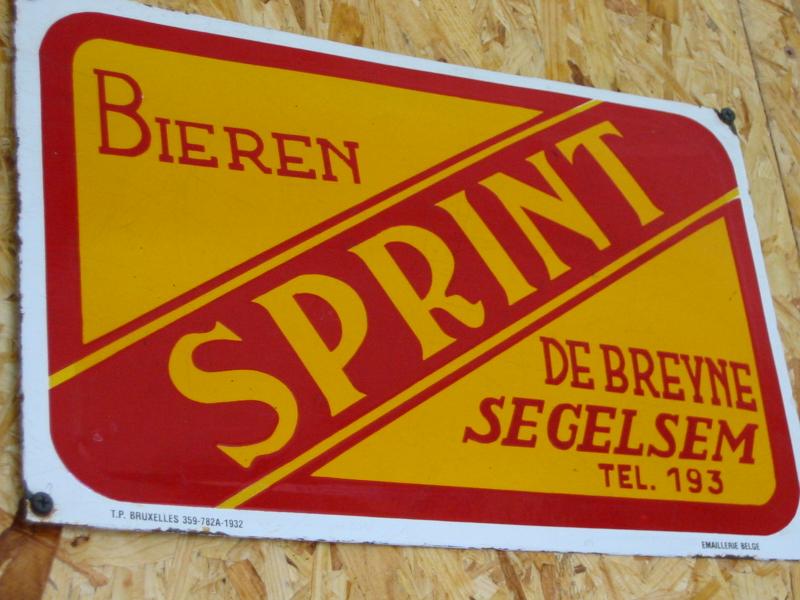 BIEREN
SPRINT
DE BREYNE
SEGELSEM
TEL. 193
T.P. BRUXELLES 359-782A-1932
EMAILLERIE BELGE